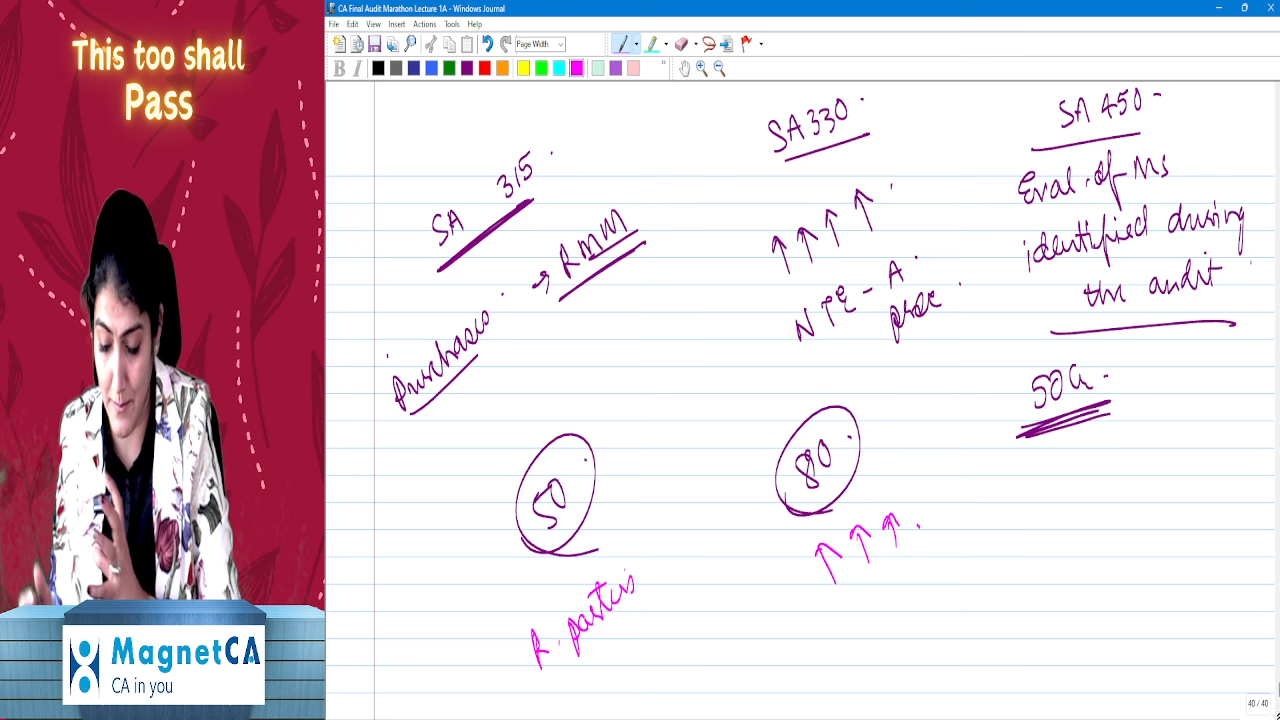 This too shall
Pass
MagnetCA
CA in you
CA Final Audit Marathon Lecture 1A - Windows Journal
File Edit View Insert Actions Tools Help
Page Width
B I
SA 315
→ RMM
Purchases
50
R. parties
SA 330
↑ ↑ ↑ ↑
NTE - A
80
↑ ↑ ↑
SA 450
Eval. of Ms
identified during
the audit
50
40 / 40